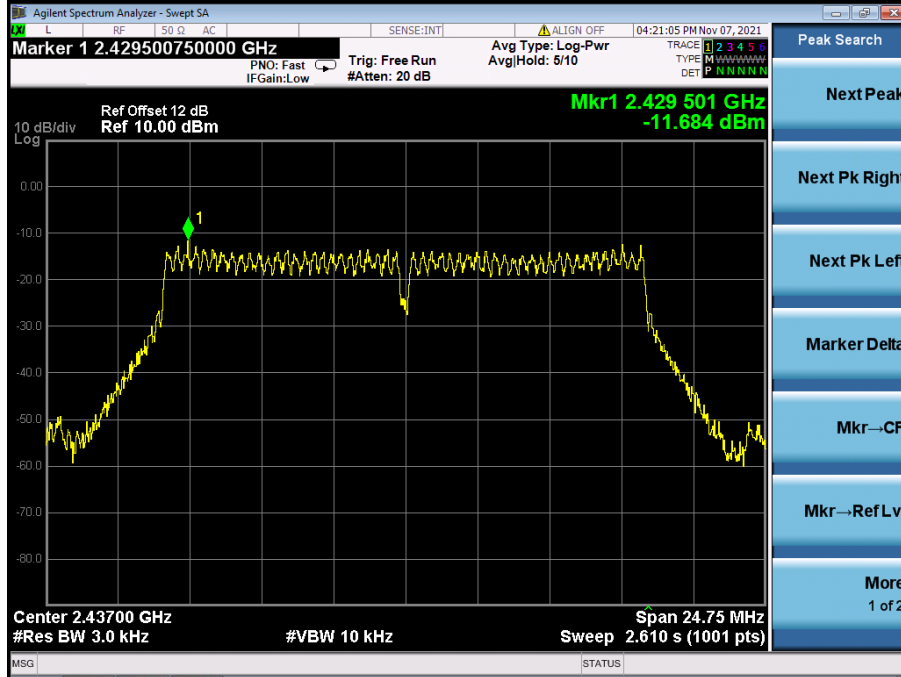 Agilent Spectrum Analyzer - Swept SA
LXI L RF 50 Ω AC SENSE:INT ALIGN OFF 04:21:05 PM Nov 07, 2021
Marker 1 2.429500750000 GHz
PNO: Fast
IFGain:Low
Trig: Free Run
#Atten: 20 dB
Avg Type: Log-Pwr
Avg|Hold: 5/10
TRACE 1 2 3 4 5 6
TYPE M W W W W W
DET P N N N N N
Mkr1 2.429 501 GHz
-11.684 dBm
Ref Offset 12 dB
10 dB/div Ref 10.00 dBm
Log
0.00
-10.0
-20.0
-30.0
-40.0
-50.0
-60.0
-70.0
-80.0
1
Center 2.43700 GHz Span 24.75 MHz
#Res BW 3.0 kHz #VBW 10 kHz Sweep 2.610 s (1001 pts)
MSG STATUS
Peak Search
Next Peak
Next Pk Right
Next Pk Left
Marker Delta
Mkr→CF
Mkr→Ref Lv
More
1 of 2